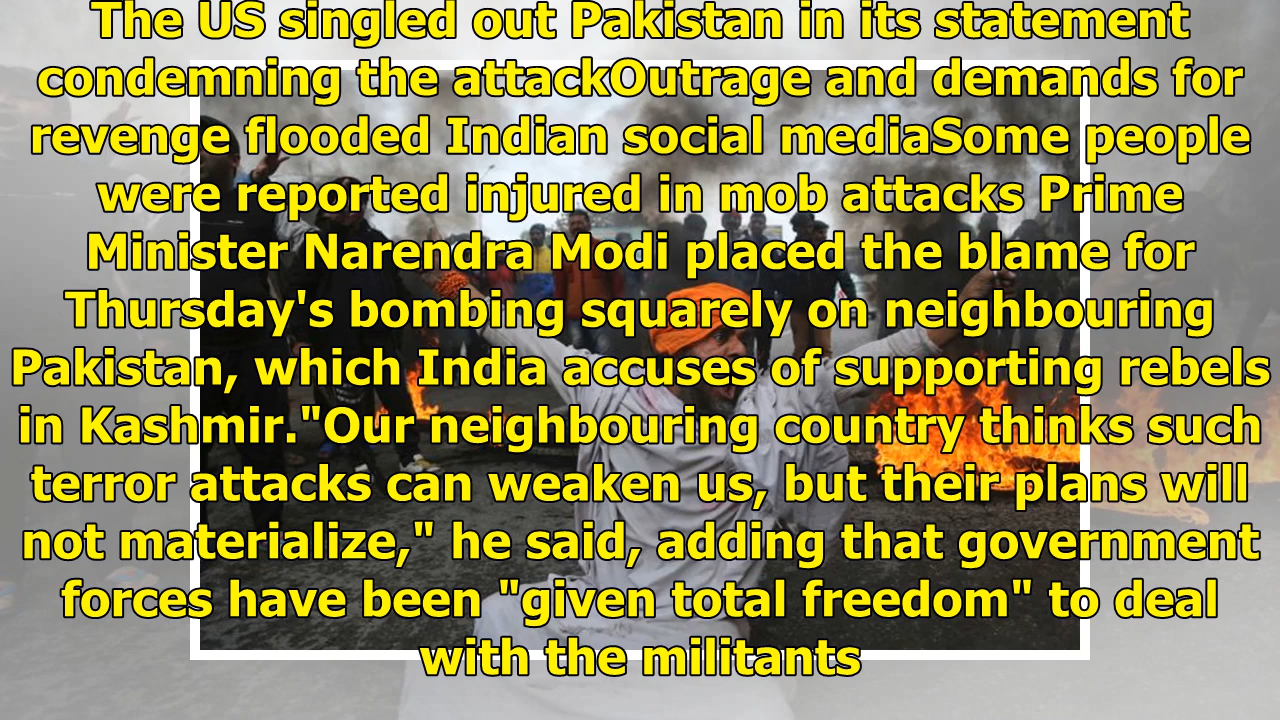 The US singled out Pakistan in its statement
condemning the attackOutrage and demands for
revenge flooded Indian social mediaSome people
were reported injured in mob attacks Prime
Minister Narendra Modi placed the blame for
Thursday's bombing squarely on neighbouring
Pakistan, which India accuses of supporting rebels
in Kashmir."Our neighbouring country thinks such
terror attacks can weaken us, but their plans will
not materialize," he said, adding that government
forces have been "given total freedom" to deal
with the militants